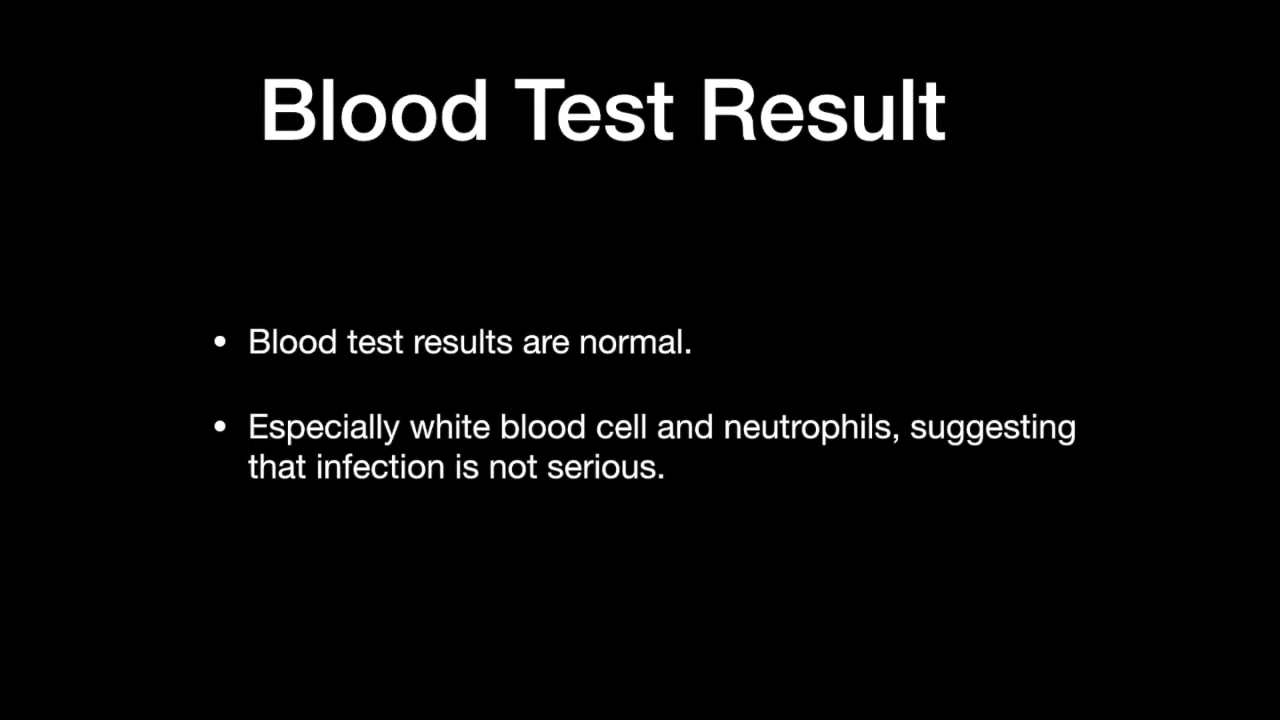 Blood Test Result
• Blood test results are normal.
• Especially white blood cell and neutrophils, suggesting
that infection is not serious.